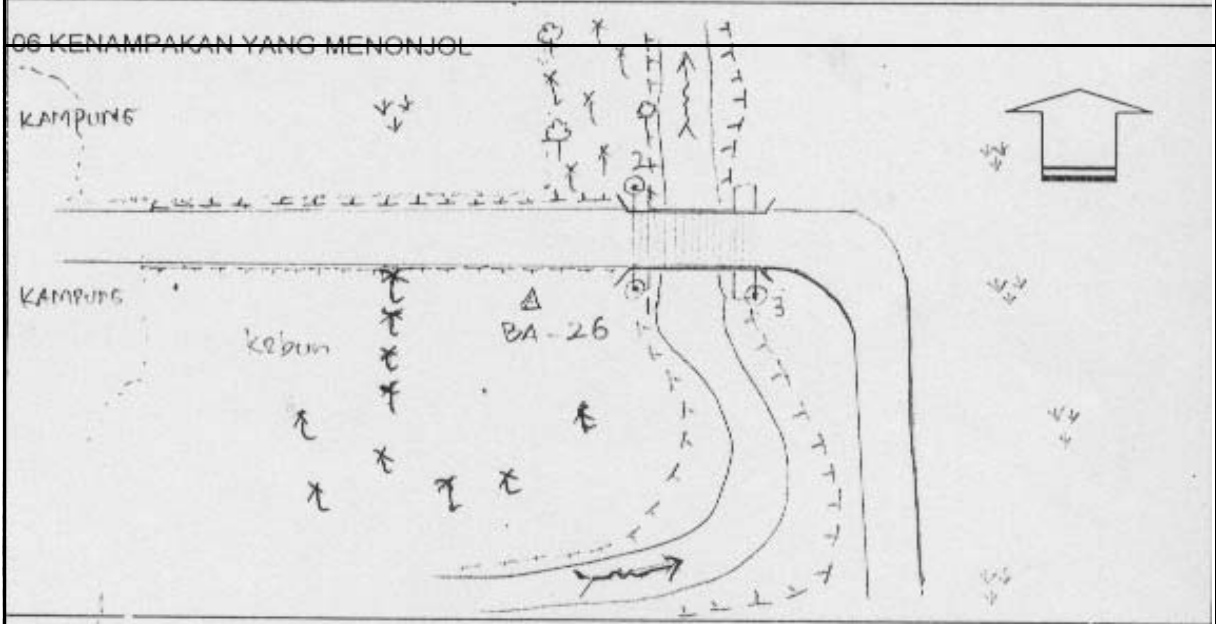 06 KENAMPAKAN YANG MENONJOL
KAMPUNG
2
KAMPUNG
BA-26
3
kebun